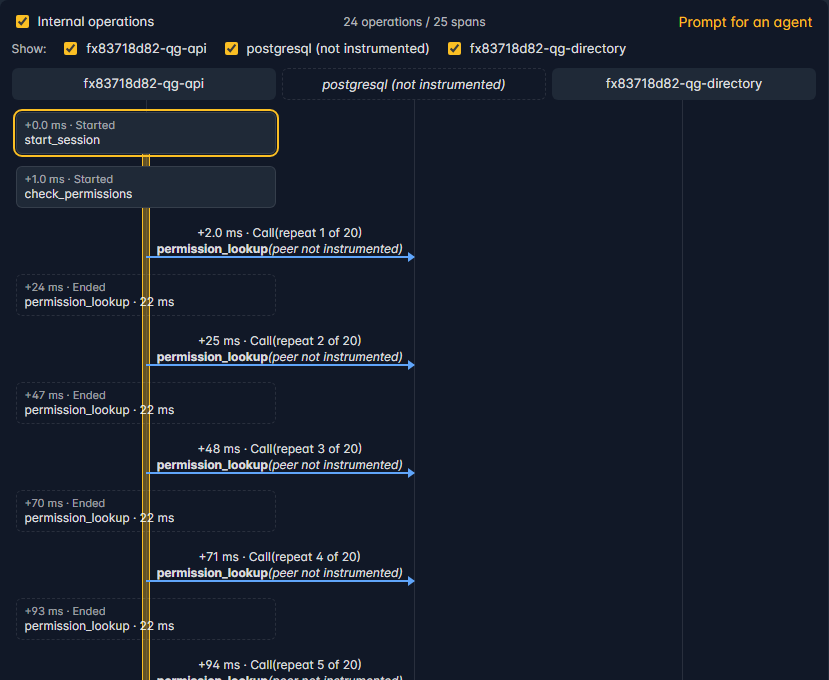 Internal operations 24 operations / 25 spans Prompt for an agent
Show: fx83718d82-qg-api postgresql (not instrumented) fx83718d82-qg-directory
fx83718d82-qg-api postgresql (not instrumented) fx83718d82-qg-directory
+0.0 ms · Started
start_session
+1.0 ms · Started
check_permissions
+2.0 ms · Call(repeat 1 of 20)
permission_lookup(peer not instrumented)
+24 ms · Ended
permission_lookup · 22 ms
+25 ms · Call(repeat 2 of 20)
permission_lookup(peer not instrumented)
+47 ms · Ended
permission_lookup · 22 ms
+48 ms · Call(repeat 3 of 20)
permission_lookup(peer not instrumented)
+70 ms · Ended
permission_lookup · 22 ms
+71 ms · Call(repeat 4 of 20)
permission_lookup(peer not instrumented)
+93 ms · Ended
permission_lookup · 22 ms
+94 ms · Call(repeat 5 of 20)
permission_lookup(peer not instrumented)